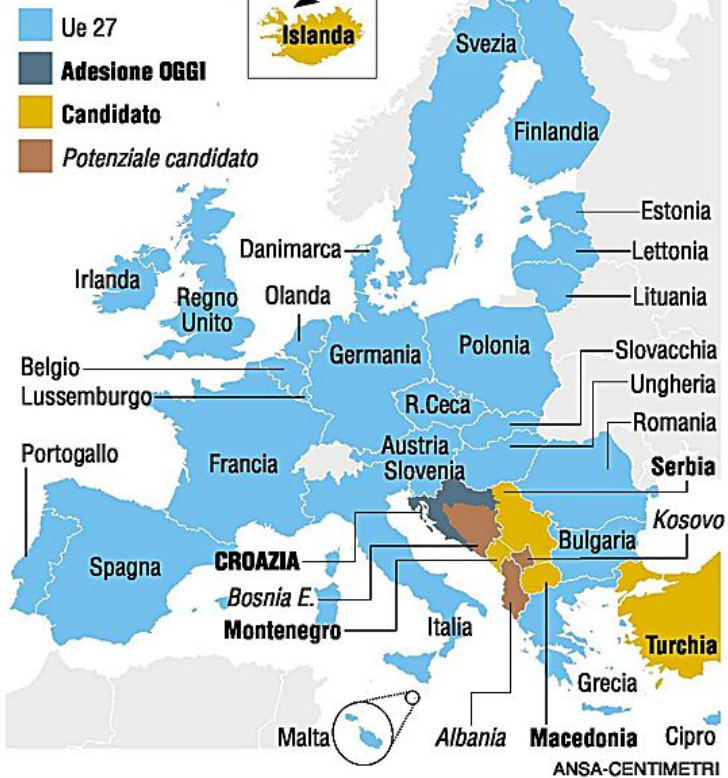 Ue 27
Adesione OGGI
Candidato
Potenziale candidato
Islanda
Svezia
Finlandia
Estonia
Lettonia
Lituania
Danimarca
Irlanda
Regno
Unito
Olanda
Germania
Polonia
Belgio
Lussemburgo
Slovacchia
Ungheria
Romania
R.Ceca
Austria
Slovenia
Portogallo
Francia
Serbia
Kosovo
Bulgaria
Spagna
CROAZIA
Bosnia E.
Montenegro
Italia
Turchia
Grecia
Malta
Albania
Macedonia
Cipro
ANSA-CENTIMETRI